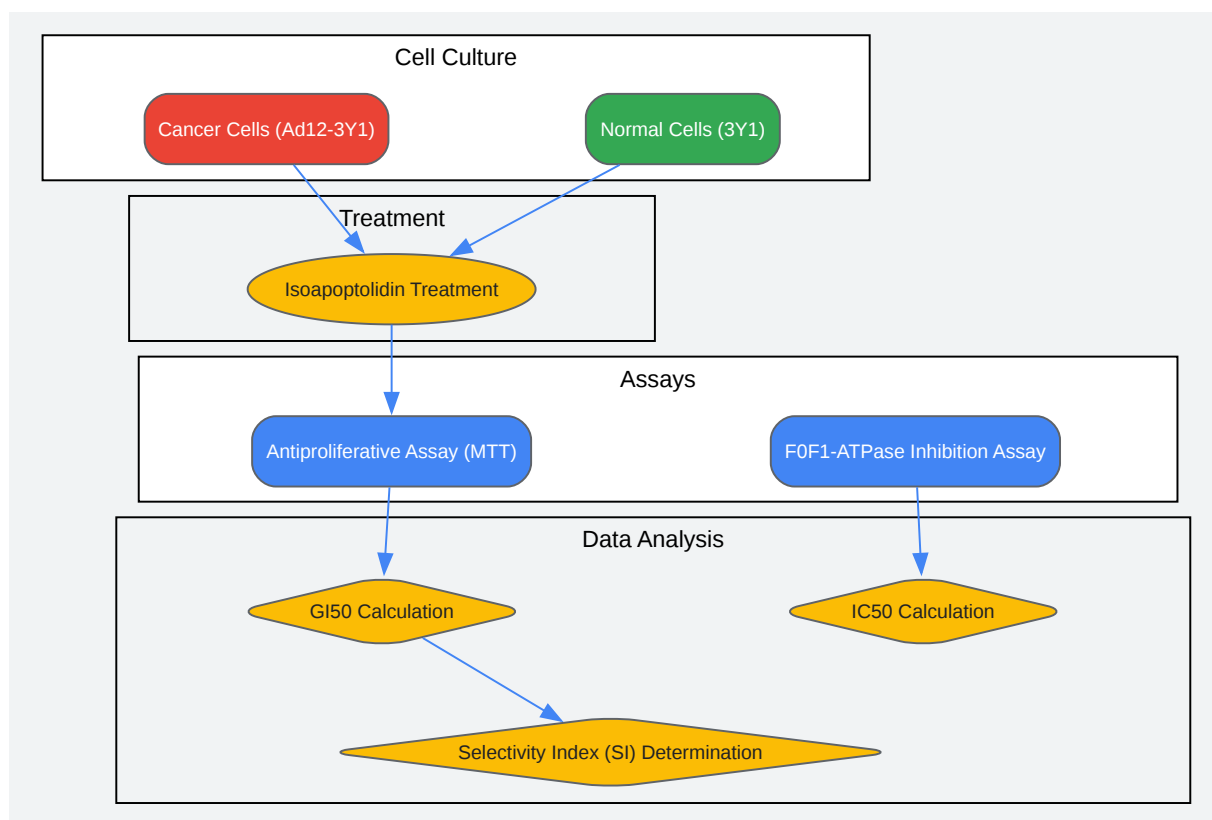 Cell Culture
Cancer Cells (Ad12-3Y1)
Normal Cells (3Y1)
Treatment
Isoapoptolidin Treatment
Assays
Antiproliferative Assay (MTT)
F0F1-ATPase Inhibition Assay
Data Analysis
GI50 Calculation
IC50 Calculation
Selectivity Index (SI) Determination